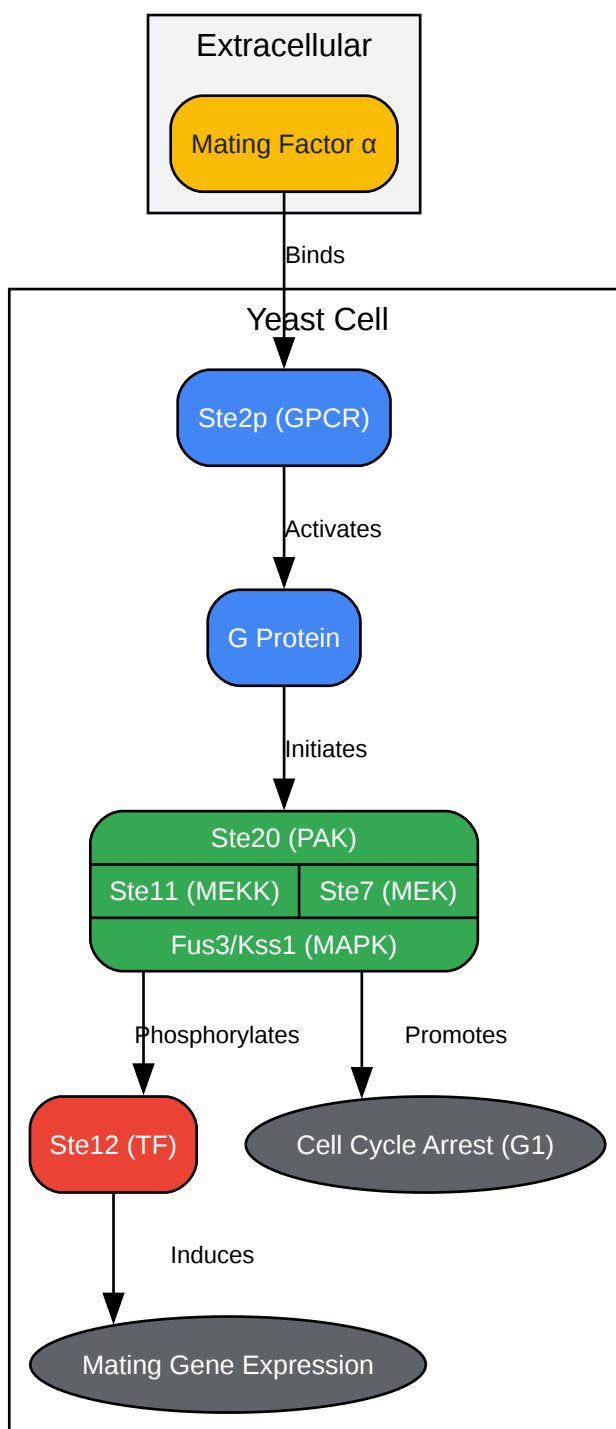 Extracellular
Mating Factor α
Binds
Yeast Cell
Ste2p (GPCR)
Activates
G Protein
Initiates
Ste20 (PAK)
Ste11 (MEKK)
Ste7 (MEK)
Fus3/Kss1 (MAPK)
Phosphorylates
Promotes
Ste12 (TF)
Cell Cycle Arrest (G1)
Induces
Mating Gene Expression